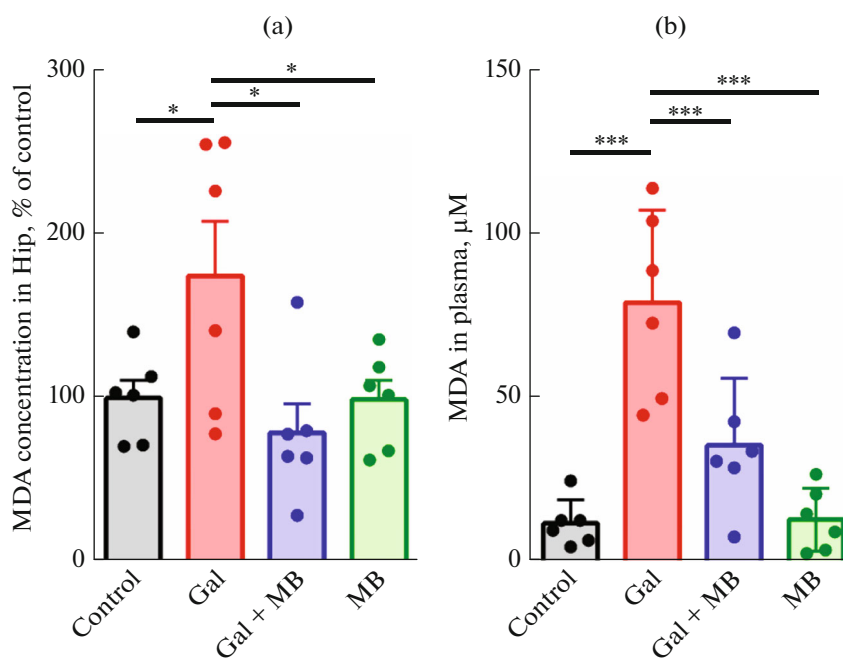 (a)
MDA concentration in Hip, % of control
300
200
100
0
*
*
*
Control
Gal
Gal + MB
MB
(b)
MDA in plasma, μM
150
100
50
0
***
***
***
Control
Gal
Gal + MB
MB